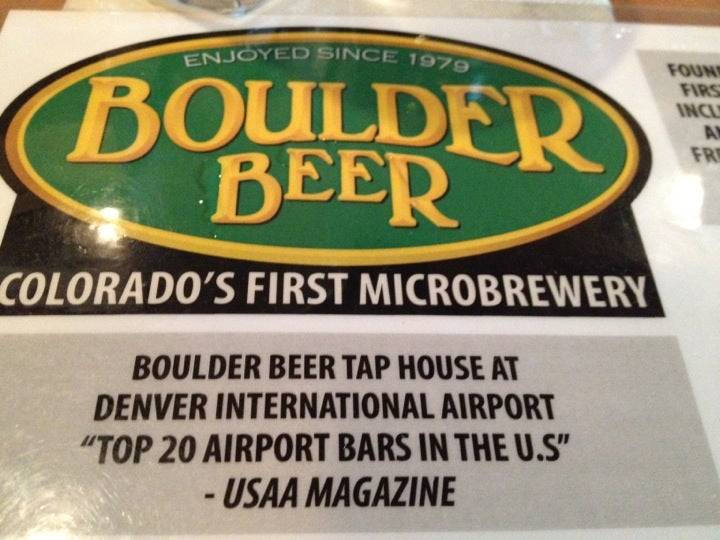 ENJOYED SINCE 1979
BOULDER
BEER
COLORADO'S FIRST MICROBREWERY
BOULDER BEER TAP HOUSE AT
DENVER INTERNATIONAL AIRPORT
"TOP 20 AIRPORT BARS IN THE U.S"
- USAA MAGAZINE